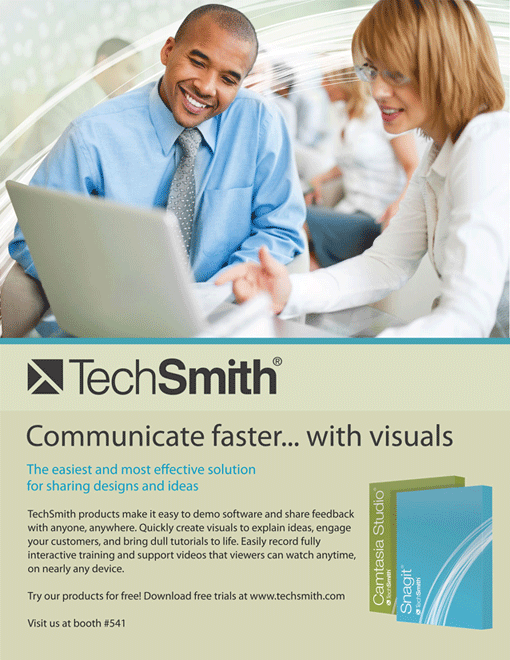 TechSmith®
Communicate faster... with visuals
The easiest and most effective solution
for sharing designs and ideas
TechSmith products make it easy to demo software and share feedback
with anyone, anywhere. Quickly create visuals to explain ideas, engage
your customers, and bring dull tutorials to life. Easily record fully
interactive training and support videos that viewers can watch anytime,
on nearly any device.
Try our products for free! Download free trials at www.techsmith.com
Visit us at booth #541
Camtasia Studio®
TechSmith
Snagit®
TechSmith